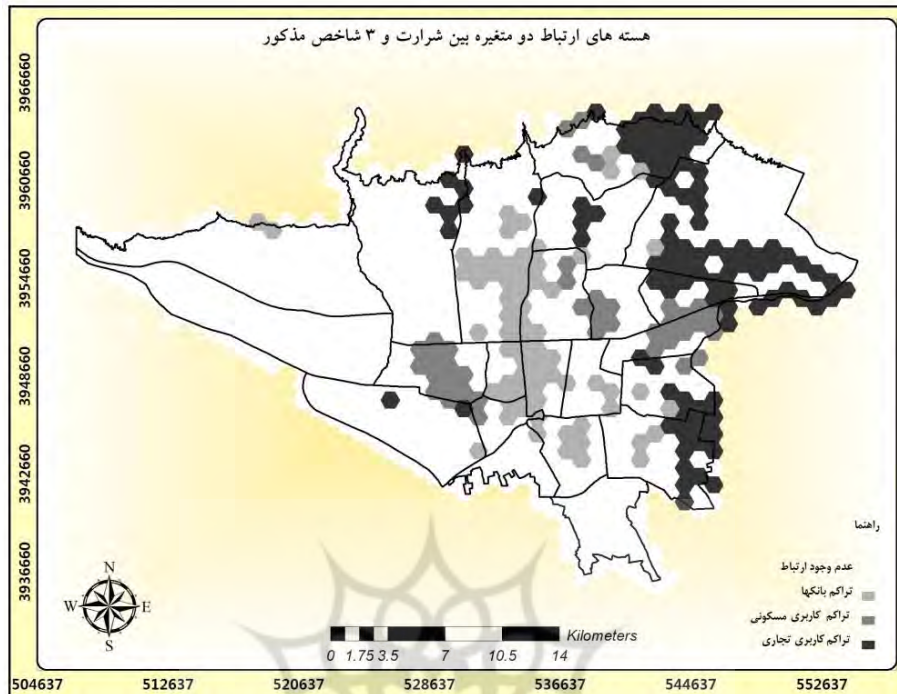 هسته های ارتباط دو متغیره بین شرارت و ۳ شاخص مذکور
3966660
3960660
3954660
3948660
3942660
3936660
راهنما
عدم وجود ارتباط
تراکم بانکها
تراکم کاربری مسکونی
تراکم کاربری تجاری
N
W E
S
Kilometers
0 1.75 3.5 7 10.5 14
504637 512637 520637 528637 536637 544637 552637